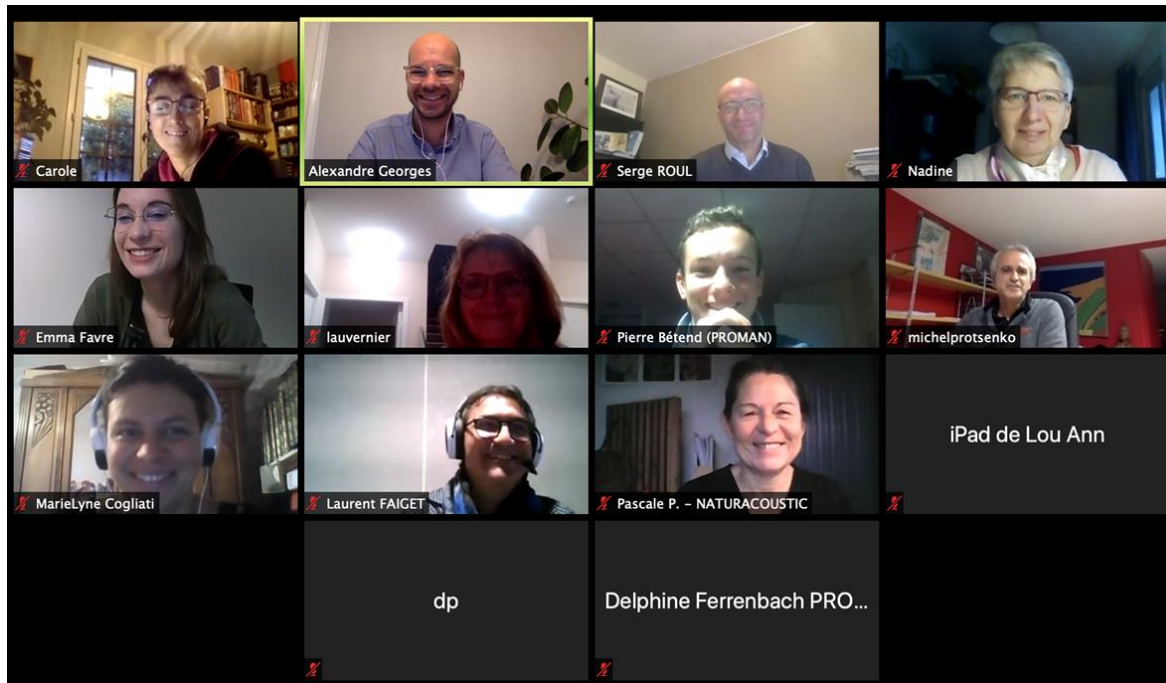 Carole
Alexandre Georges
Serge ROUL
Nadine
Emma Favre
lauvernier
Pierre Bétend (PROMAN)
michelprotsenko
MarieLyne Cogliati
Laurent FAIGET
Pascale P. – NATURACOUSTIC
iPad de Lou Ann
dp
Delphine Ferrenbach PRO...